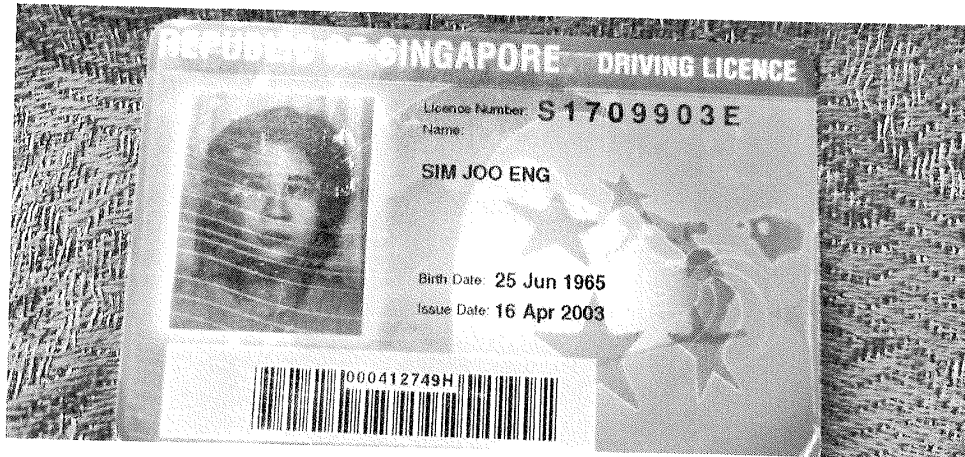 REPUBLIC OF SINGAPORE DRIVING LICENCE
Licence Number: S1709903E
Name:
SIM JOO ENG
Birth Date: 25 Jun 1965
Issue Date: 16 Apr 2003
000412749H